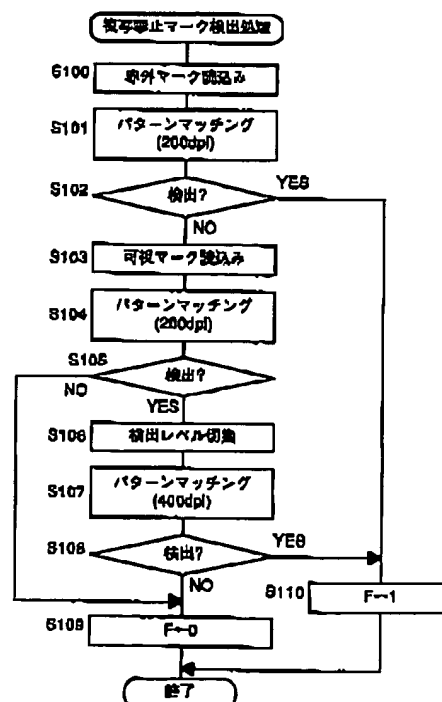 複写禁止マーク検出処理
S100
赤外マーク読込み
S101
パターンマッチング
(200dpi)
S102
検出?
YES
NO
S103
可視マーク読込み
S104
パターンマッチング
(200dpi)
S105
検出?
NO
YES
S106
検出レベル切換
S107
パターンマッチング
(400dpi)
S108
検出?
YES
NO
S110
F←1
S109
F←0
終了